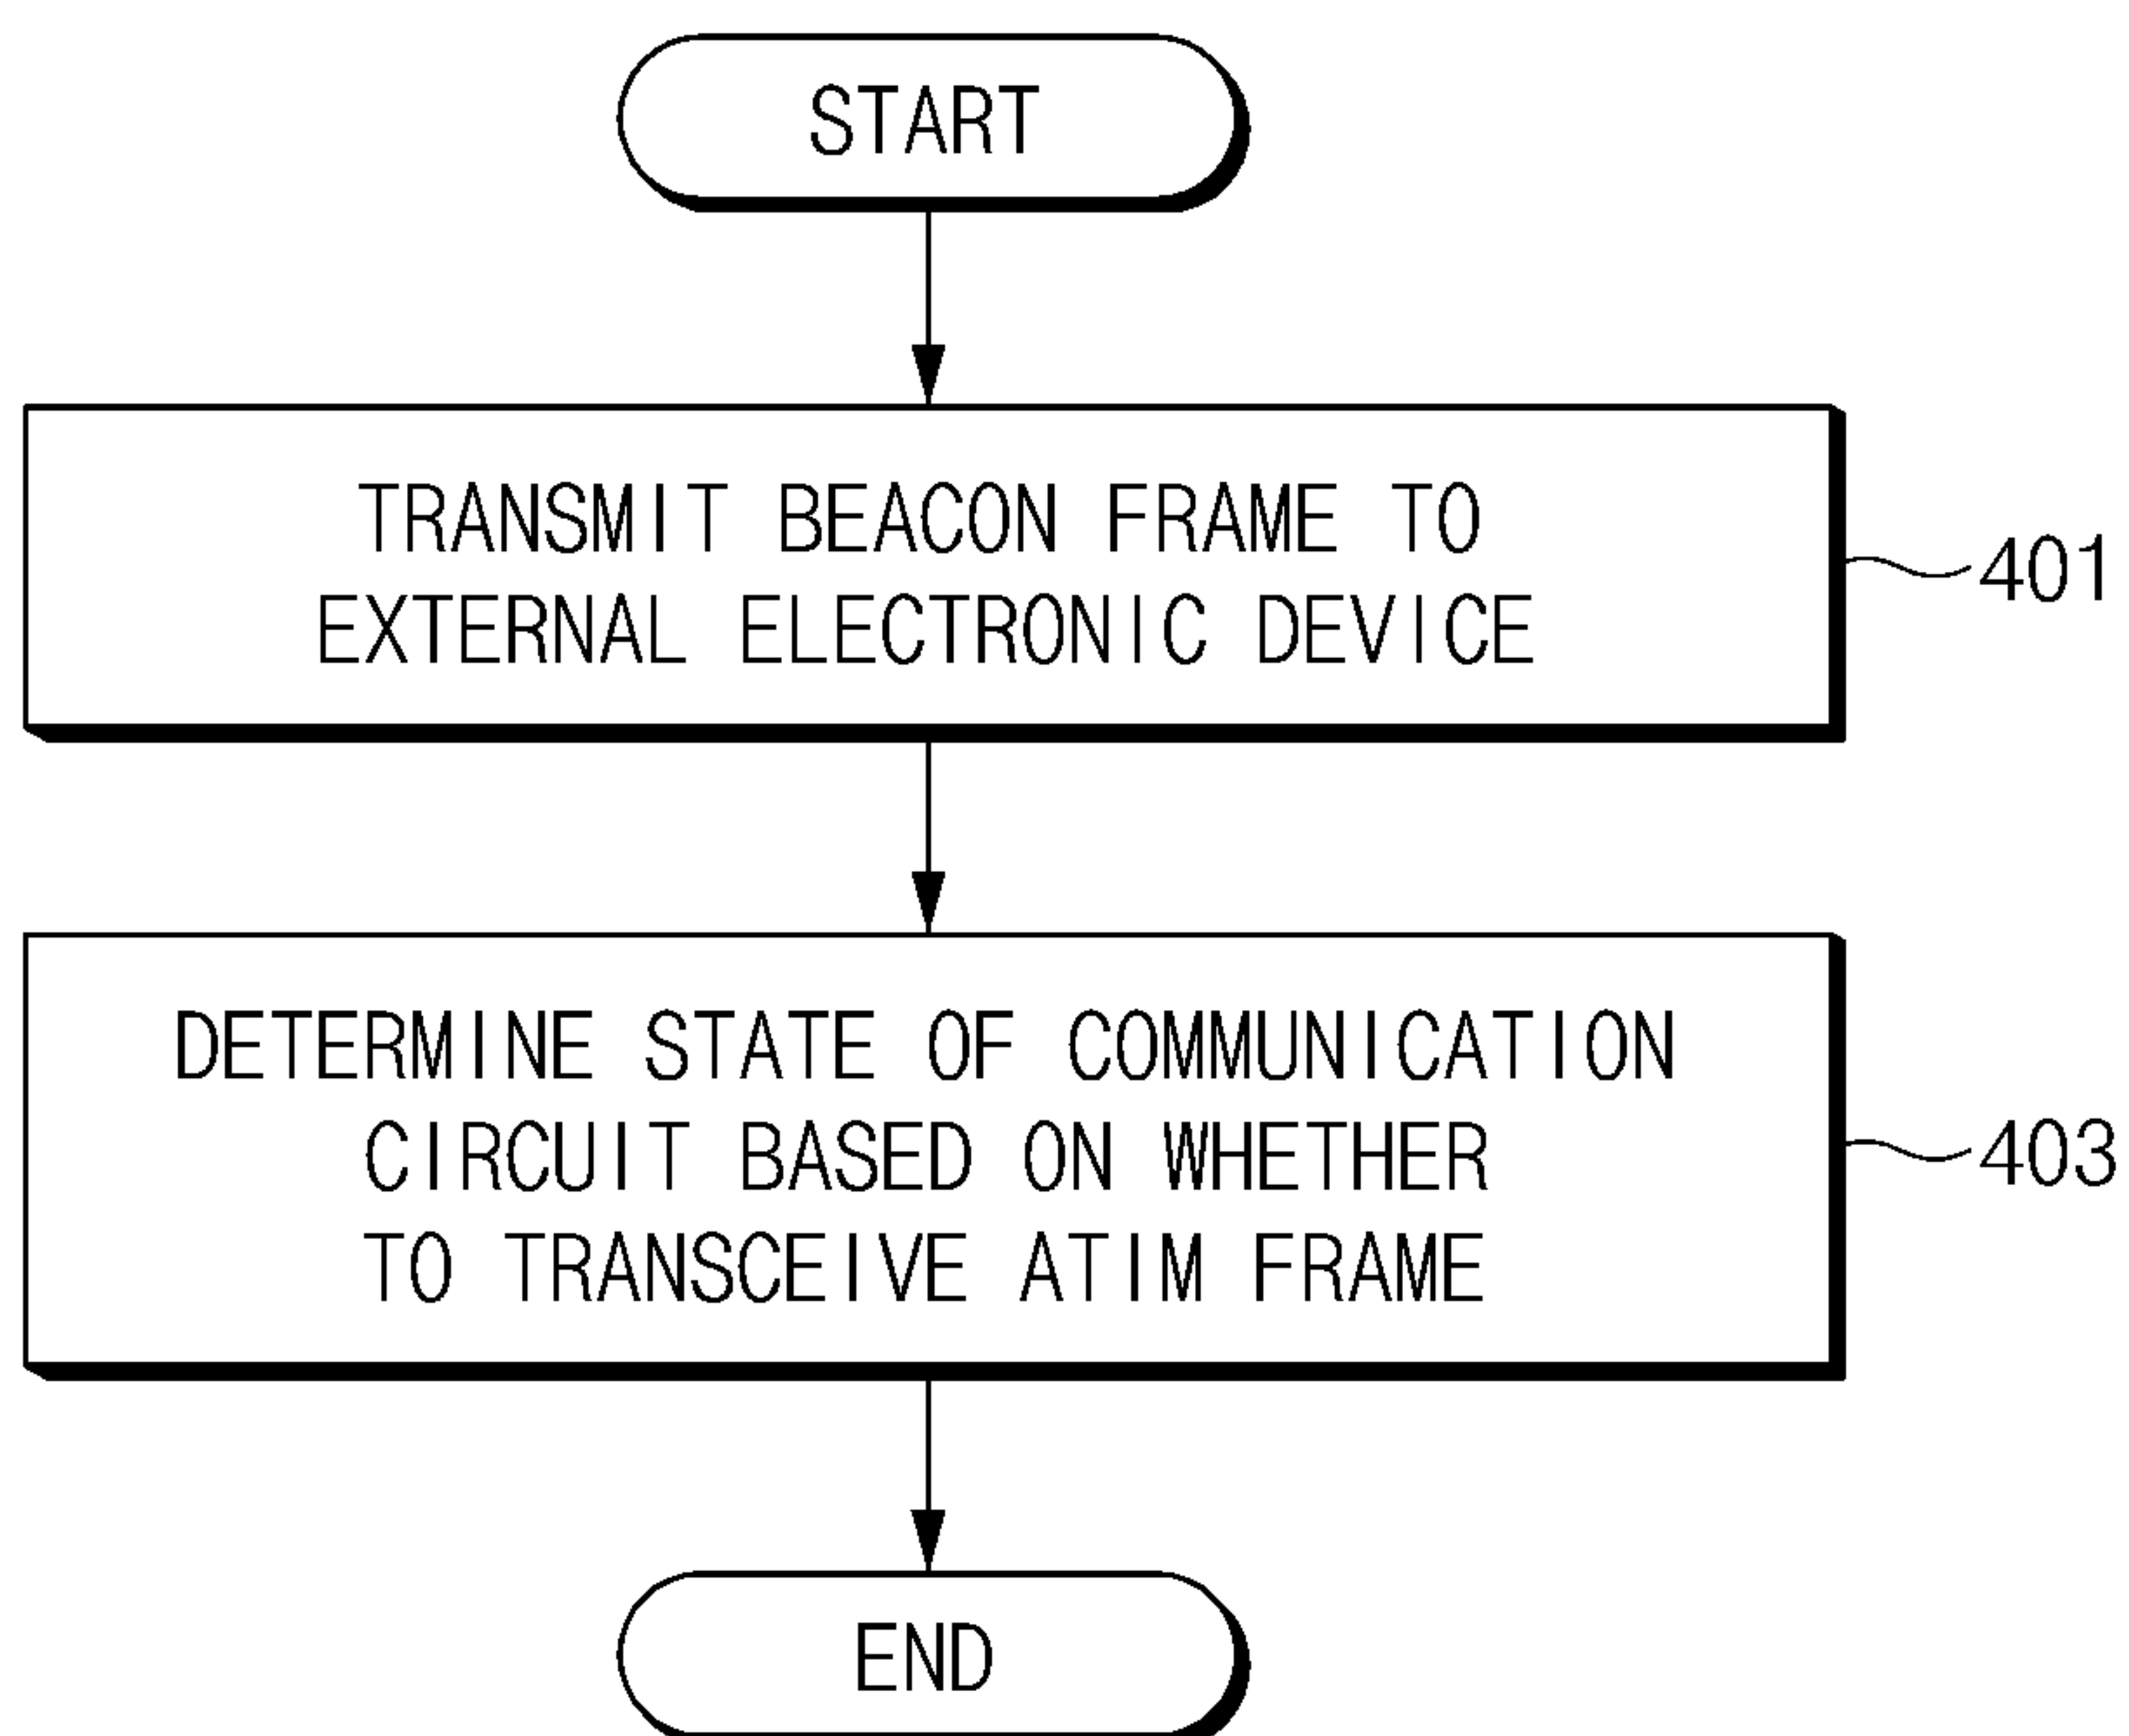 START
TRANSMIT BEACON FRAME TO
EXTERNAL ELECTRONIC DEVICE
401
DETERMINE STATE OF COMMUNICATION
CIRCUIT BASED ON WHETHER
TO TRANSCEIVE ATIM FRAME
403
END